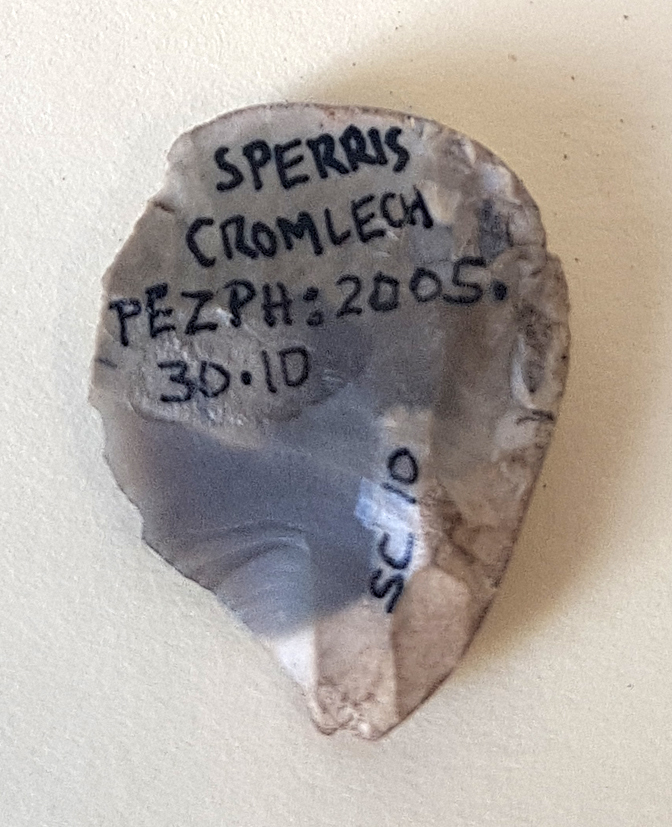 SPERRIS
CROMLECH
PEZPH:2005.
30.10
SC10